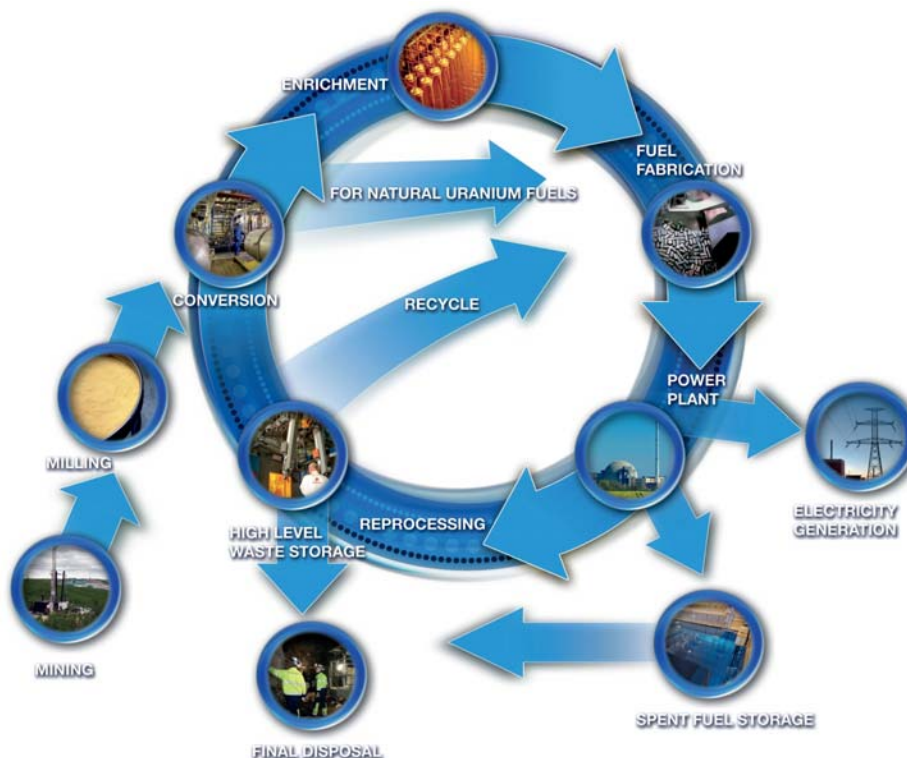 ENRICHMENT
FUEL
FABRICATION
FOR NATURAL URANIUM FUELS
CONVERSION
RECYCLE
POWER
PLANT
MILLING
HIGH LEVEL
WASTE STORAGE
REPROCESSING
ELECTRICITY
GENERATION
MINING
SPENT FUEL STORAGE
FINAL DISPOSAL